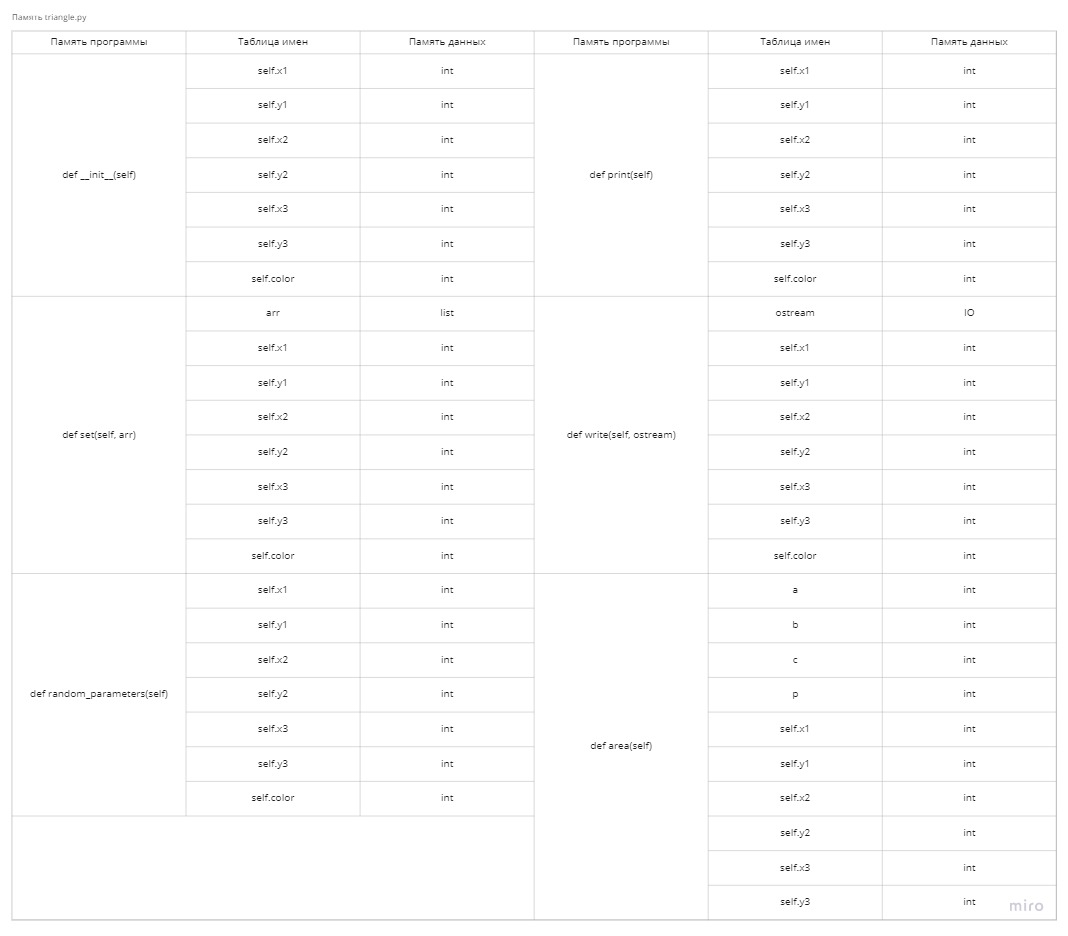 Память triangle.py
Память программы Таблица имен Память данных Память программы Таблица имен Память данных
self.x1 int self.x1 int
self.y1 int self.y1 int
self.x2 int self.x2 int
def __init__(self) self.y2 int def print(self) self.y2 int
self.x3 int self.x3 int
self.y3 int self.y3 int
self.color int self.color int
arr list ostream IO
self.x1 int self.x1 int
self.y1 int self.y1 int
self.x2 int self.x2 int
def set(self, arr) def write(self, ostream)
self.y2 int self.y2 int
self.x3 int self.x3 int
self.y3 int self.y3 int
self.color int self.color int
self.x1 int a int
self.y1 int b int
self.x2 int c int
def random_parameters(self) self.y2 int p int
self.x3 int self.x1 int
def area(self)
self.y3 int self.y1 int
self.color int self.x2 int
self.y2 int
self.x3 int
self.y3 int
miro